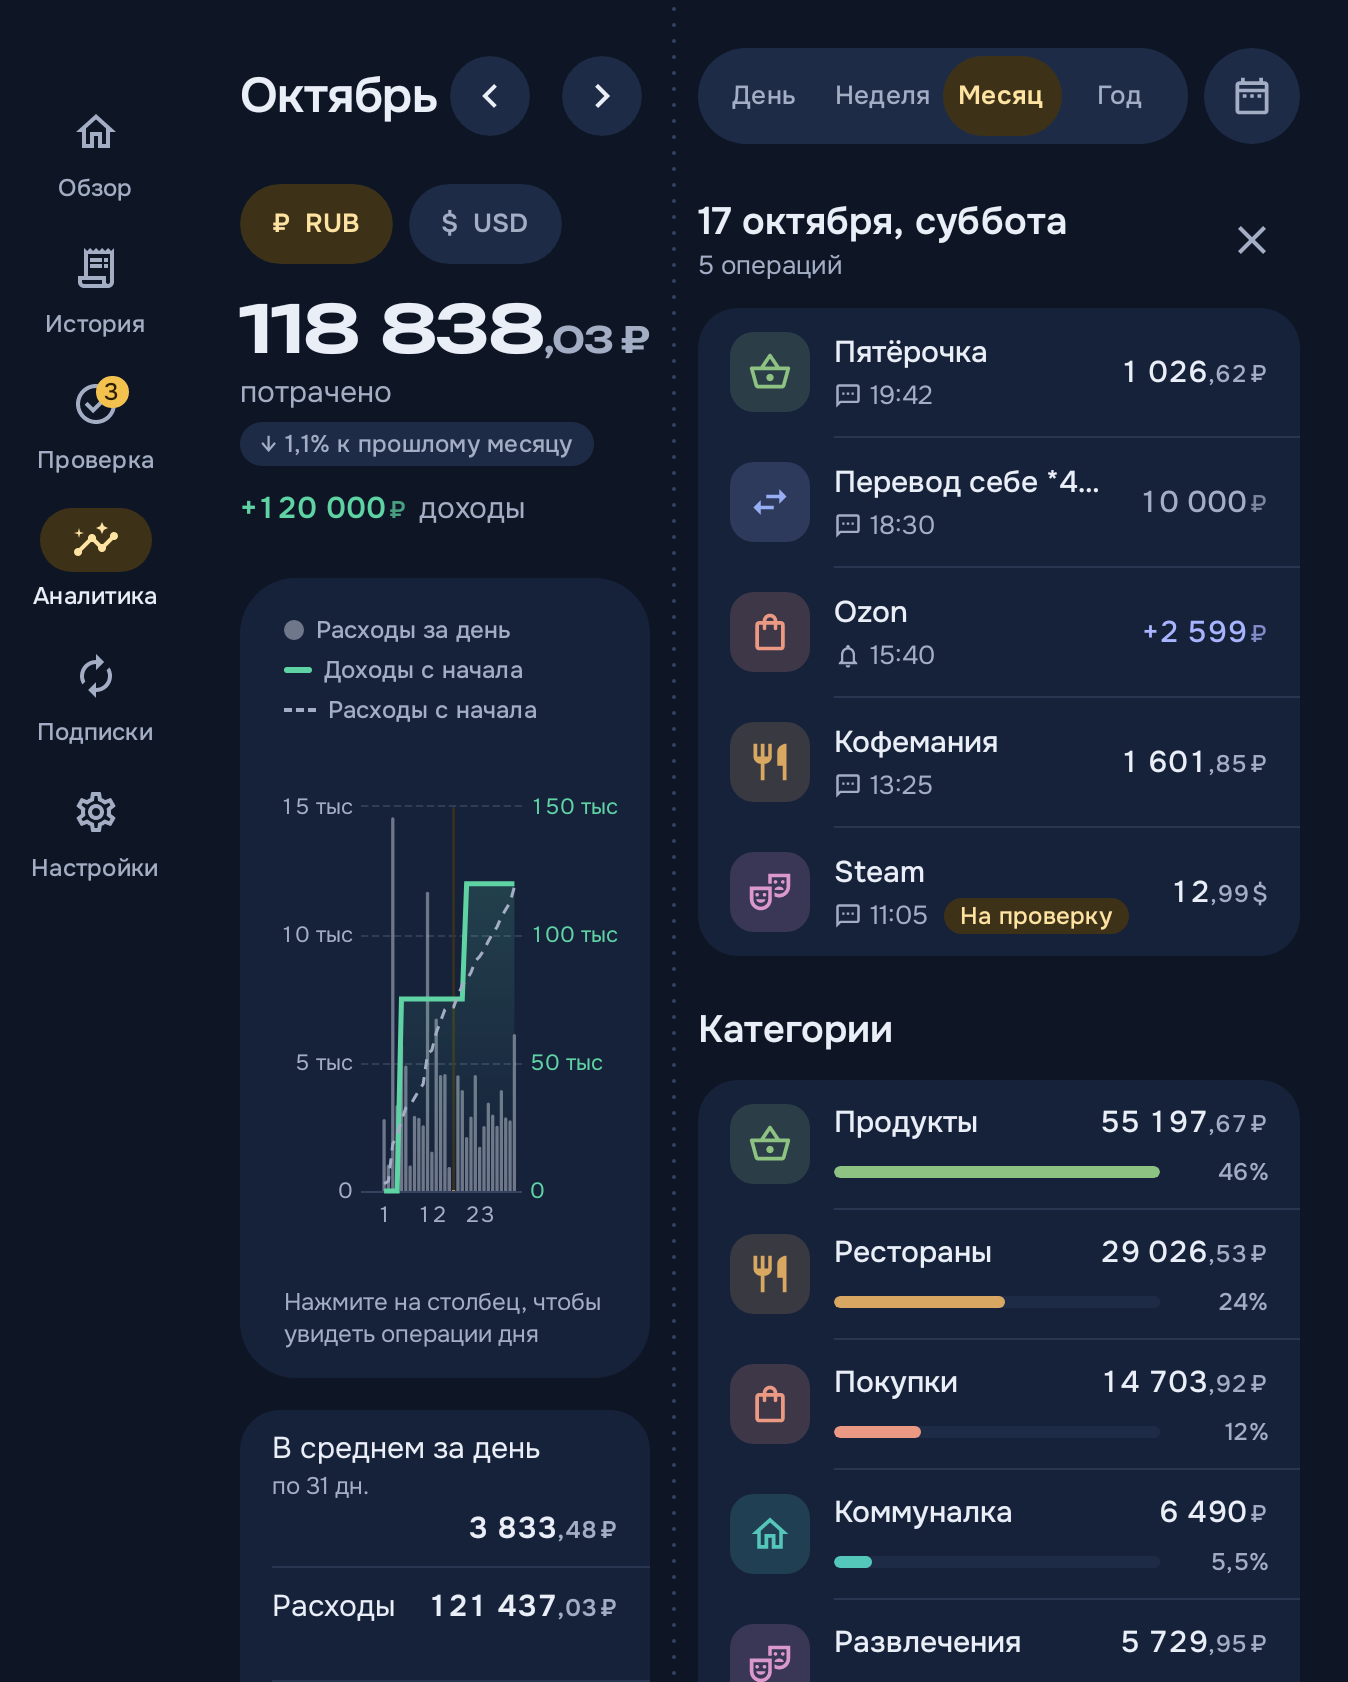 Обзор
История
3
Проверка
Аналитика
Подписки
Настройки
Октябрь
₽ RUB
$ USD
118 838,03 ₽
потрачено
↓ 1,1% к прошлому месяцу
+120 000 ₽ доходы
Расходы за день
Доходы с начала
Расходы с начала
15 тыс
150 тыс
10 тыс
100 тыс
5 тыс
50 тыс
0
0
1 12 23
Нажмите на столбец, чтобы
увидеть операции дня
В среднем за день
по 31 дн.
3 833,48 ₽
Расходы 121 437,03 ₽
День Неделя Месяц Год
17 октября, суббота
5 операций
Пятёрочка
1 026,62 ₽
19:42
Перевод себе *4...
10 000 ₽
18:30
Ozon
+2 599 ₽
15:40
Кофемания
1 601,85 ₽
13:25
Steam
12,99 $
11:05 На проверку
Категории
Продукты 55 197,67 ₽
46%
Рестораны 29 026,53 ₽
24%
Покупки 14 703,92 ₽
12%
Коммуналка 6 490 ₽
5,5%
Развлечения 5 729,95 ₽